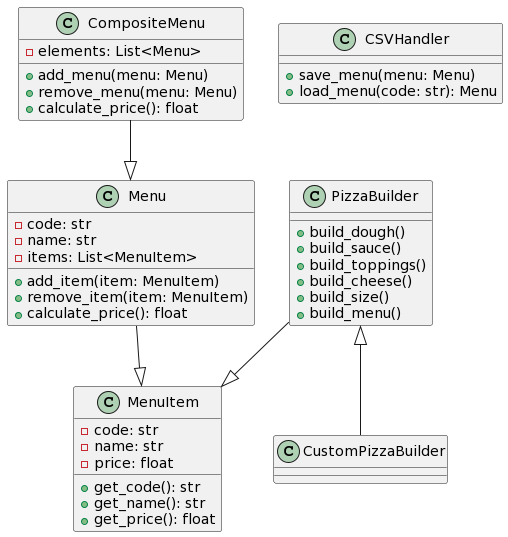 C CompositeMenu
elements: List<Menu>
add_menu(menu: Menu)
remove_menu(menu: Menu)
calculate_price(): float
C CSVHandler
save_menu(menu: Menu)
load_menu(code: str): Menu
C Menu
code: str
name: str
items: List<MenuItem>
add_item(item: MenuItem)
remove_item(item: MenuItem)
calculate_price(): float
C PizzaBuilder
build_dough()
build_sauce()
build_toppings()
build_cheese()
build_size()
build_menu()
C MenuItem
code: str
name: str
price: float
get_code(): str
get_name(): str
get_price(): float
C CustomPizzaBuilder